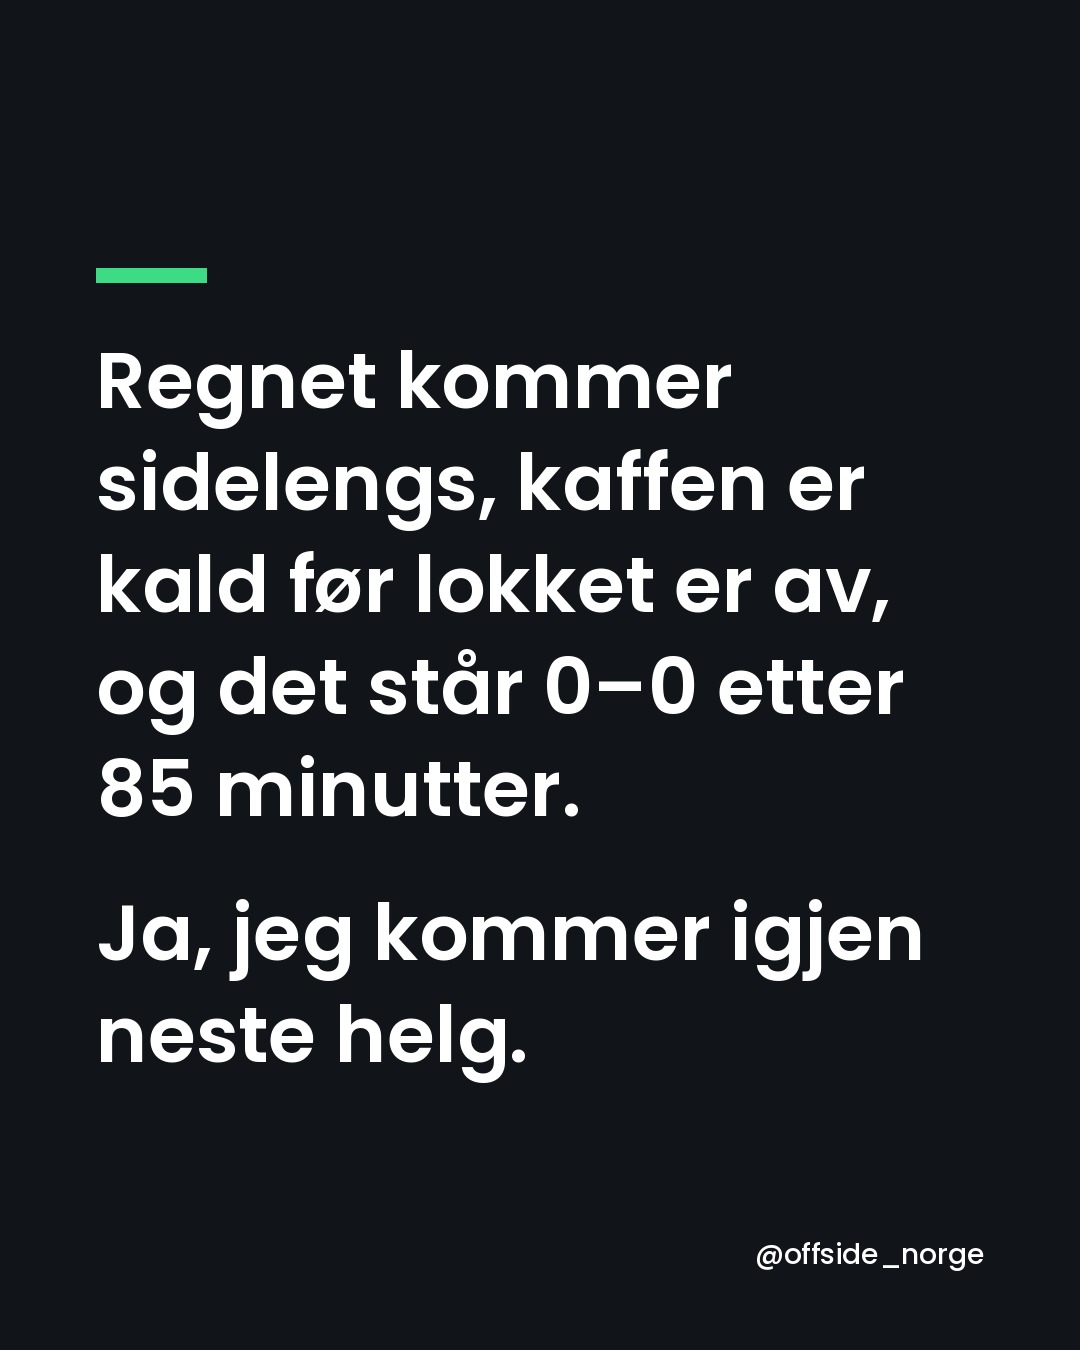 Regnet kommer
sidelengs, kaffen er
kald før lokket er av,
og det står 0–0 etter
85 minutter.
Ja, jeg kommer igjen
neste helg.
@offside_norge